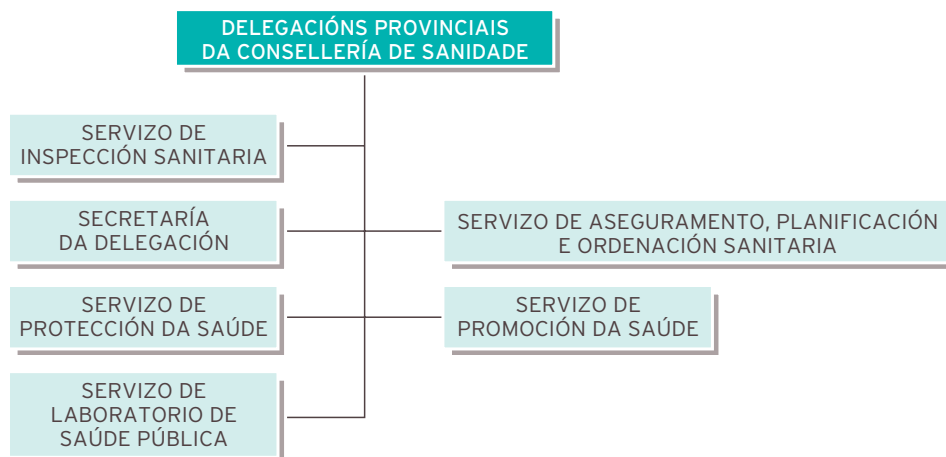 DELEGACIÓNS PROVINCIAIS
DA CONSELLERÍA DE SANIDADE
SERVIZO DE
INSPECCIÓN SANITARIA
SECRETARÍA
DA DELEGACIÓN
SERVIZO DE ASEGURAMENTO, PLANIFICACIÓN
E ORDENACIÓN SANITARIA
SERVIZO DE
PROTECCIÓN DA SAÚDE
SERVIZO DE
PROMOCIÓN DA SAÚDE
SERVIZO DE
LABORATORIO DE
SAÚDE PÚBLICA